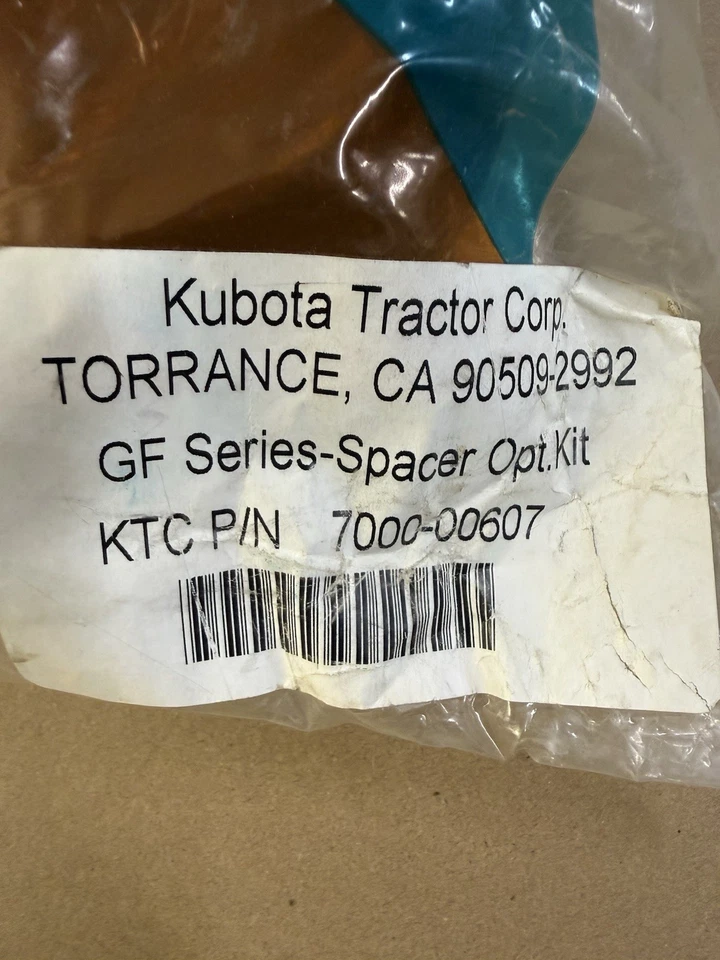 Kubota Tractor Corp.
TORRANCE, CA 90509-2992
GF Series-Spacer Opt.Kit
KTC P/N 7000-00607